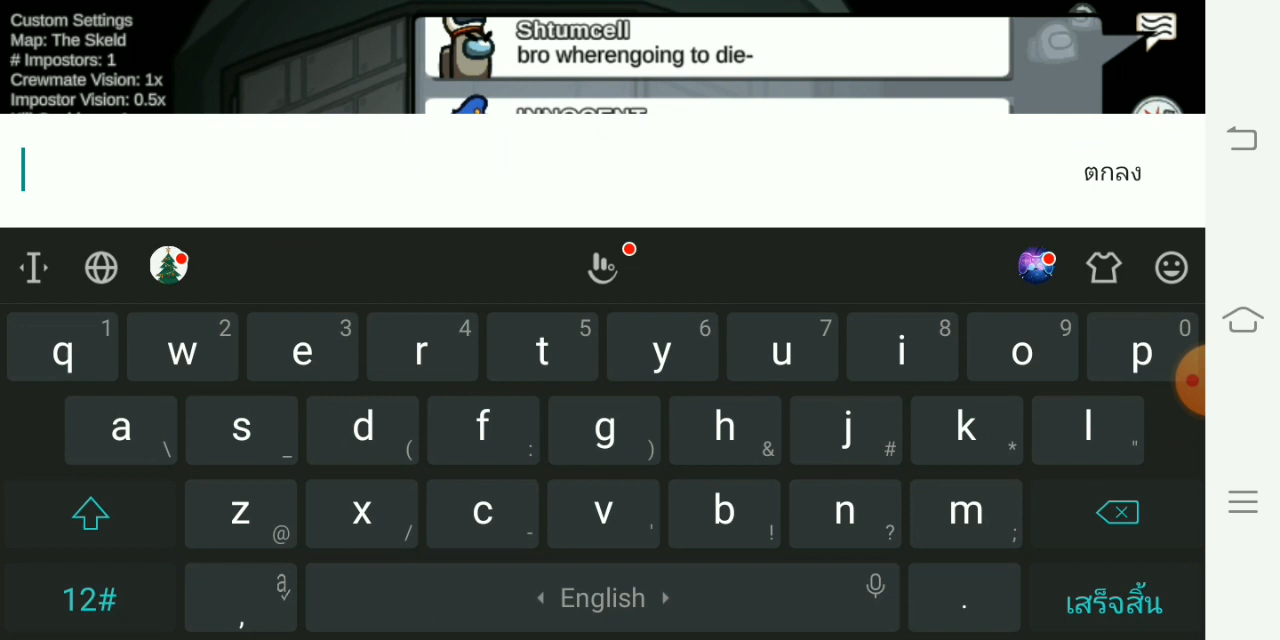 Custom Settings
Map: The Skeld
# Impostors: 1
Crewmate Vision: 1x
Impostor Vision: 0.5x
Shtumcell
bro wherengoing to die-
INNOCENT
ตกลง
q 1 w 2 e 3 r 4 t 5 y 6 u 7 i 8 o 9 p 0
a \ s _ d ( f : g ) h & j # k * l "
z @ x / c - v ' b ! n ? m ;
12# , a English . เสร็จสิ้น